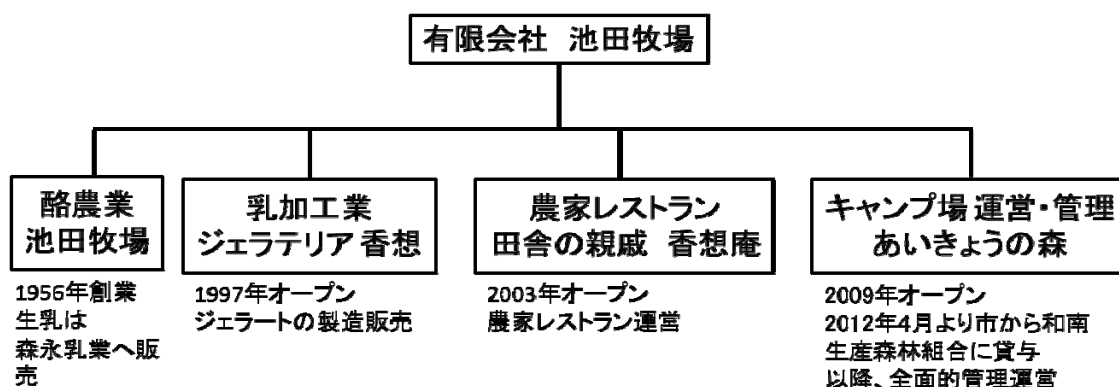 有限会社 池田牧場
酪農業
池田牧場
1956年創業
生乳は
森永乳業へ販
売
乳加工業
ジェラテリア 香想
1997年オープン
ジェラートの製造販売
農家レストラン
田舎の親戚 香想庵
2003年オープン
農家レストラン運営
キャンプ場 運営・管理
あいきょうの森
2009年オープン
2012年4月より市から和南
生産森林組合に貸与
以降、全面的管理運営